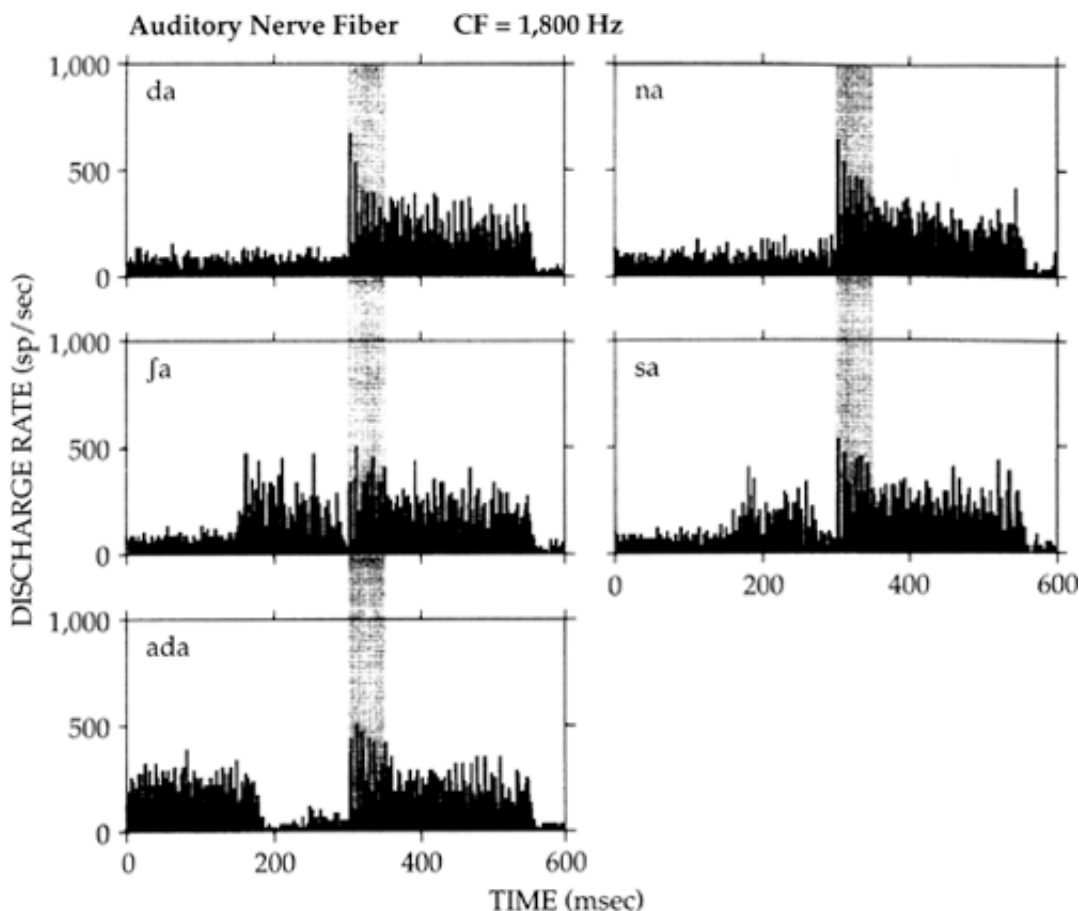 Auditory Nerve Fiber CF = 1,800 Hz
1,000
da
na
500
0
1,000
ʃa
sa
500
0
0 200 400 600
1,000
ada
500
0
0 200 400 600
DISCHARGE RATE (sp/sec)
TIME (msec)